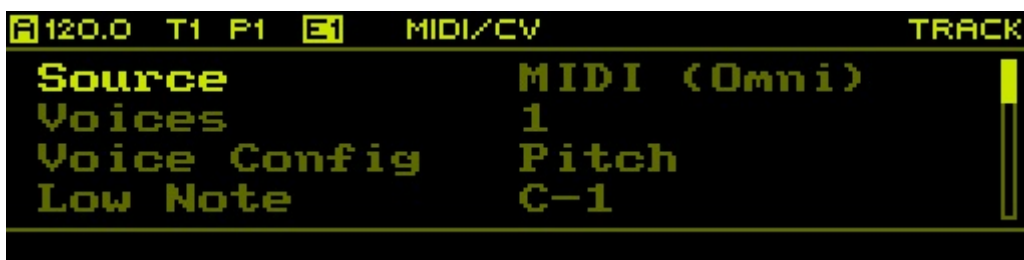 A 120.0 T1 P1 E1 MIDI/CV TRACK
Source MIDI (Omni)
Voices 1
Voice Config Pitch
Low Note C-1